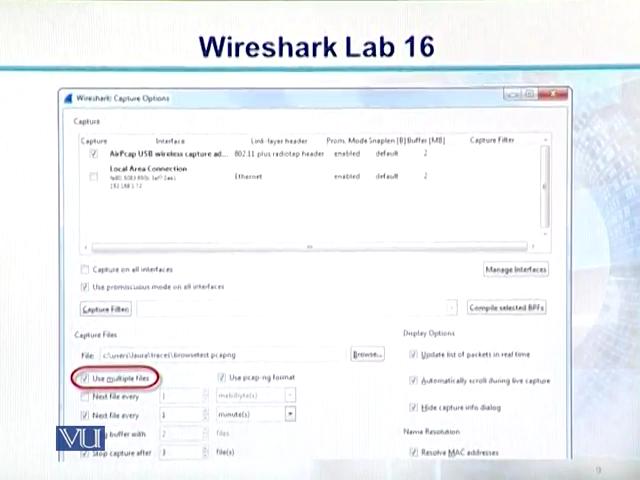 Wireshark Lab 16
Wireshark: Capture Options
Capture
Capture Interface Link-layer header Prom. Mode Snaplen [B] Buffer [MB] Capture Filter
AirPcap USB wireless capture ad... 802.11 plus radiotap header enabled default 2
Local Area Connection Ethernet enabled default 2
Capture on all interfaces Manage Interfaces
Use promiscuous mode on all interfaces
Capture Filter: Compile selected BPFs
Capture Files Display Options
File: Browse... Update list of packets in real time
Use multiple files Use pcap-ng format Automatically scroll during live capture
Next file every 1 mebibyte(s)
Next file every 1 minute(s) Hide capture info dialog
buffer with 2 files Name Resolution
Stop capture after 3 file(s) Resolve MAC addresses
VU
9